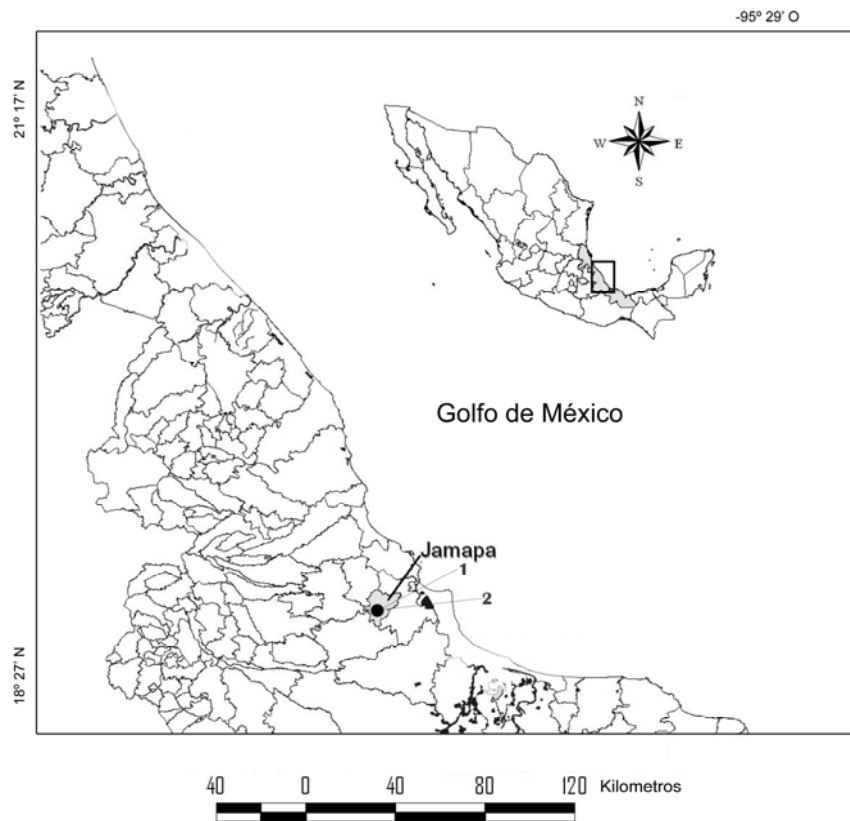 -95º 29' O
21º 17' N
N
W E
S
Golfo de México
Jamapa
1
2
18º 27' N
40 0 40 80 120 Kilometros